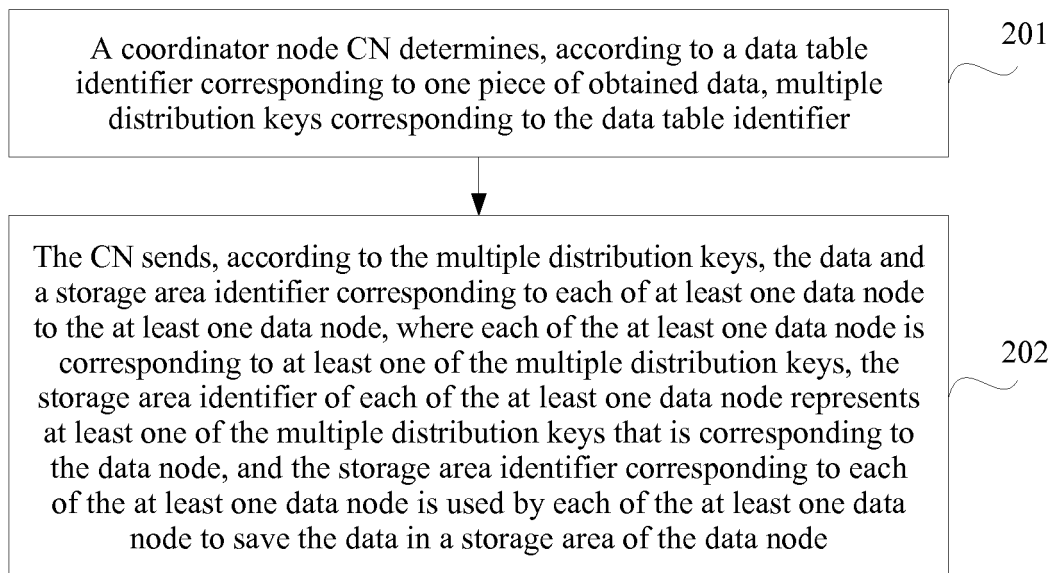 A coordinator node CN determines, according to a data table
identifier corresponding to one piece of obtained data, multiple
distribution keys corresponding to the data table identifier
201
The CN sends, according to the multiple distribution keys, the data and
a storage area identifier corresponding to each of at least one data node
to the at least one data node, where each of the at least one data node is
corresponding to at least one of the multiple distribution keys, the
storage area identifier of each of the at least one data node represents
at least one of the multiple distribution keys that is corresponding to
the data node, and the storage area identifier corresponding to each
of the at least one data node is used by each of the at least one data
node to save the data in a storage area of the data node
202